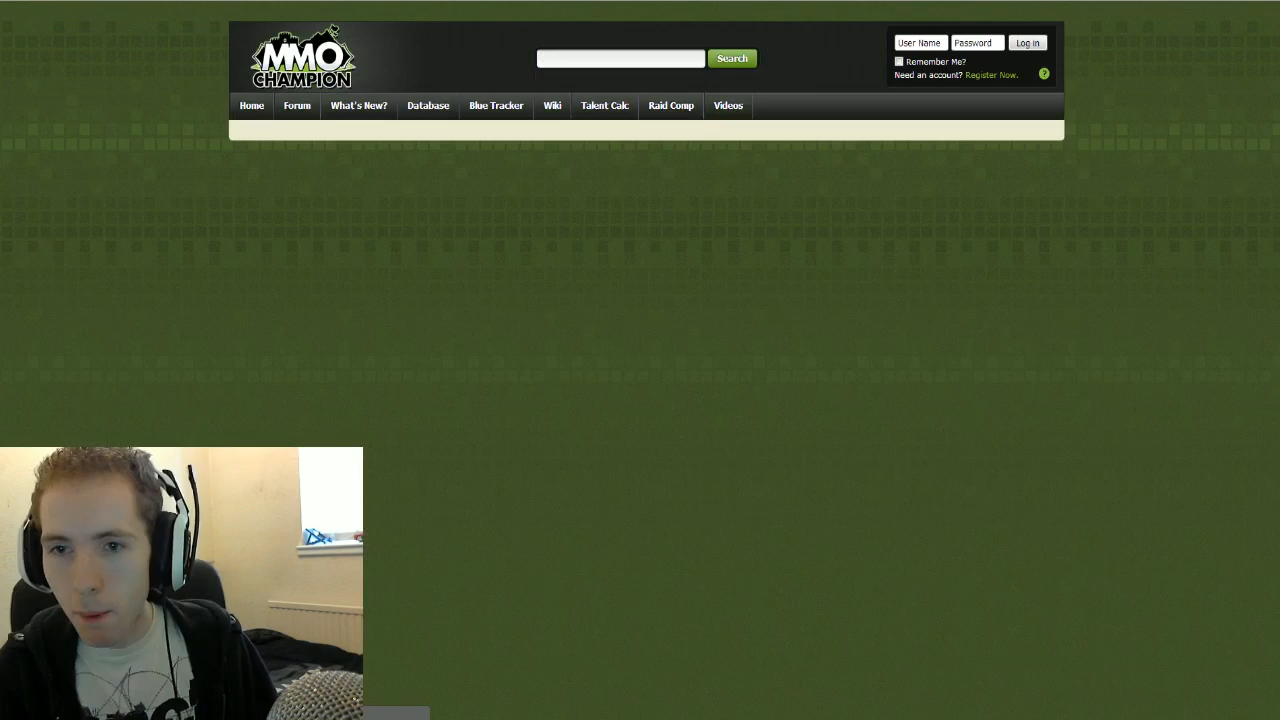 MMO
CHAMPION
Search
User Name Password Log in
Remember Me?
Need an account? Register Now. ?
Home Forum What's New? Database Blue Tracker Wiki Talent Calc Raid Comp Videos